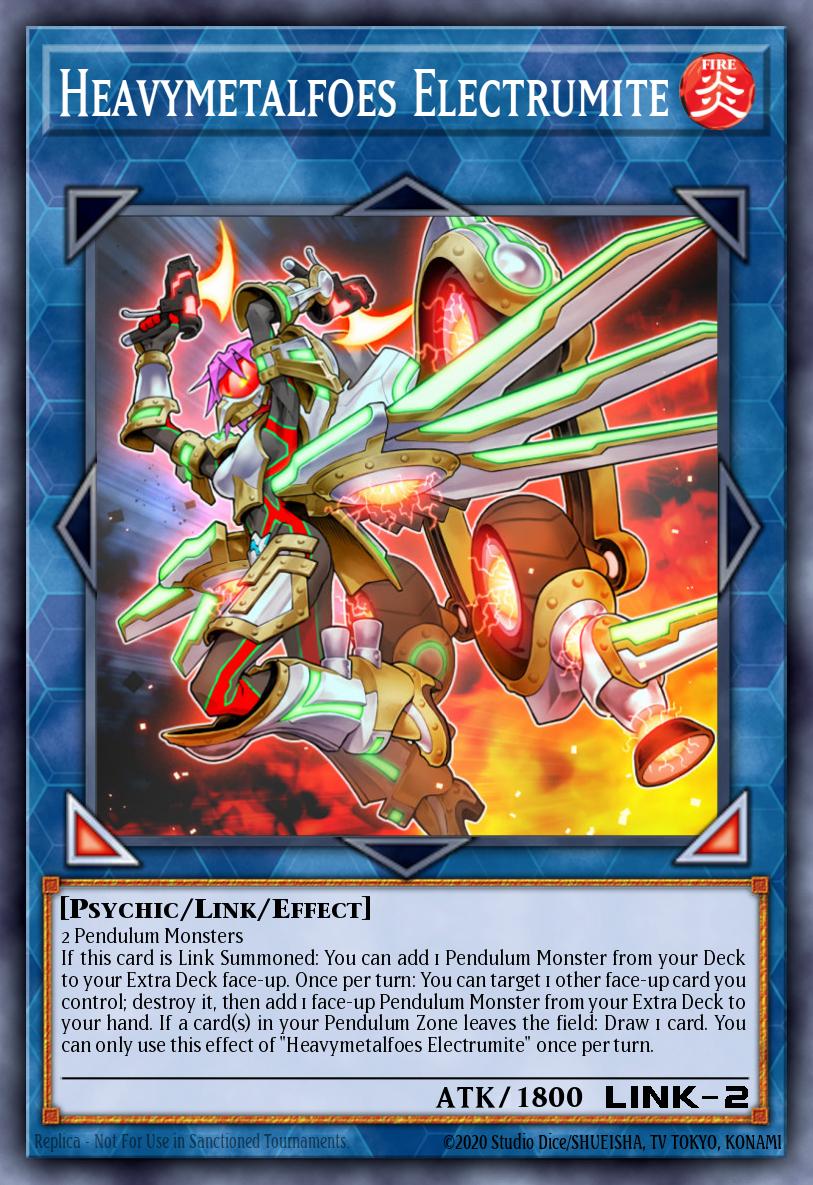 Heavymetalfoes Electrumite
FIRE
炎
[Psychic/Link/Effect]
2 Pendulum Monsters
If this card is Link Summoned: You can add 1 Pendulum Monster from your Deck
to your Extra Deck face-up. Once per turn: You can target 1 other face-up card you
control; destroy it, then add 1 face-up Pendulum Monster from your Extra Deck to
your hand. If a card(s) in your Pendulum Zone leaves the field: Draw 1 card. You
can only use this effect of "Heavymetalfoes Electrumite" once per turn.
ATK/1800 LINK-2
Replica - Not For Use in Sanctioned Tournaments. ©2020 Studio Dice/SHUEISHA, TV TOKYO, KONAMI